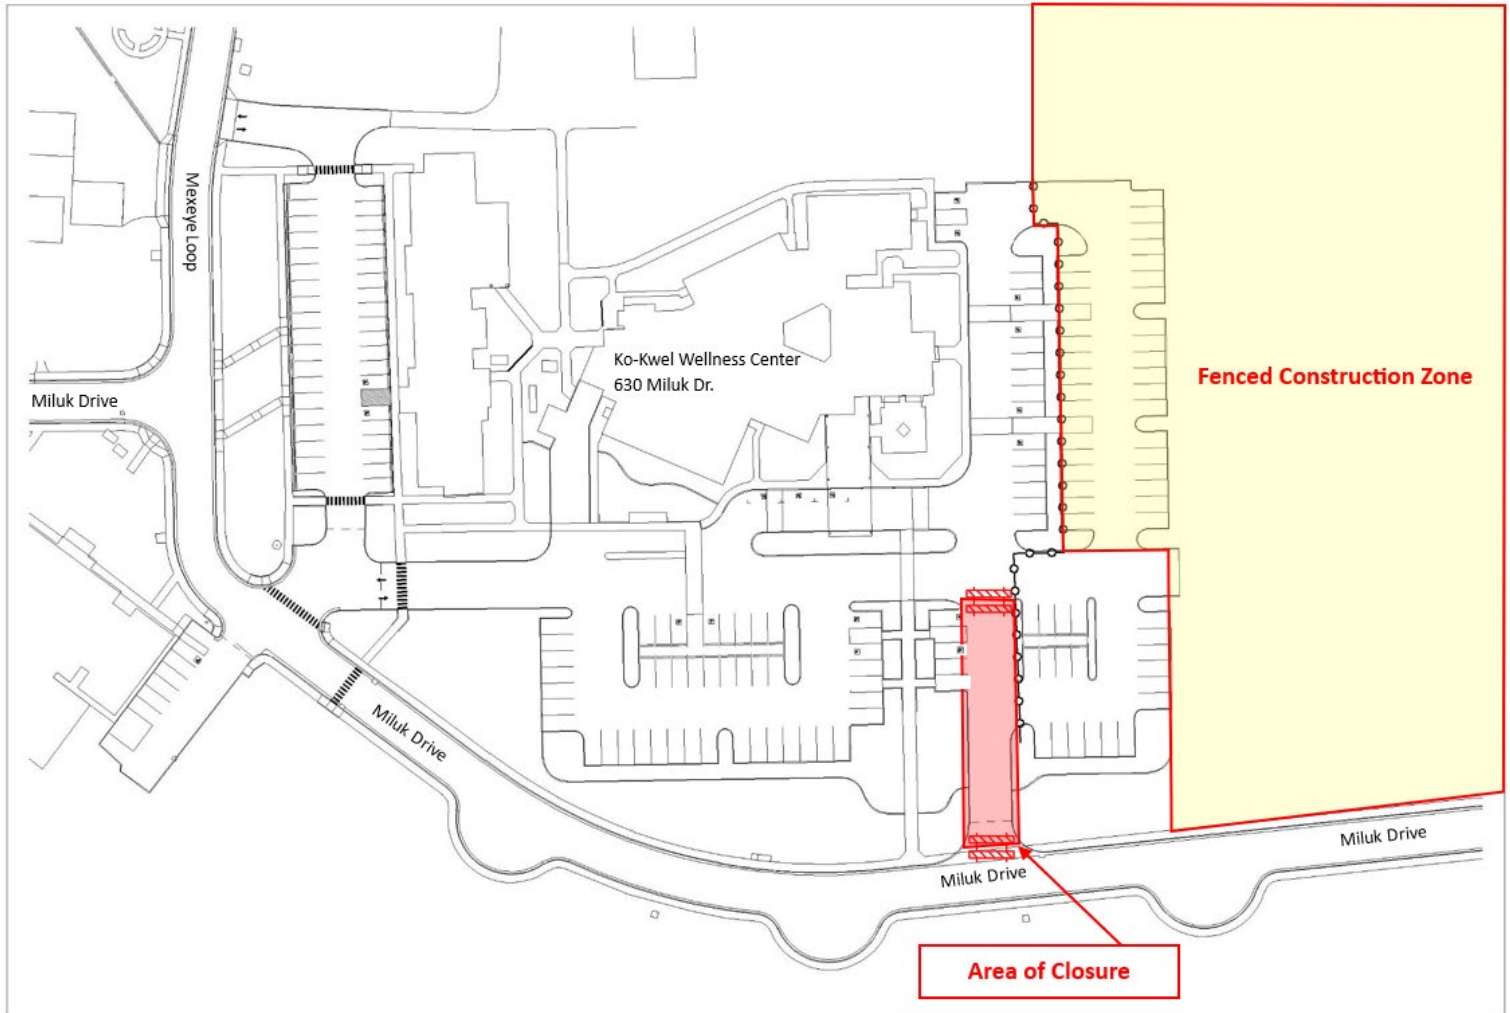 Mexeye Loop
Ko-Kwel Wellness Center
630 Miluk Dr.
Fenced Construction Zone
Miluk Drive
Miluk Drive
Miluk Drive
Miluk Drive
Area of Closure